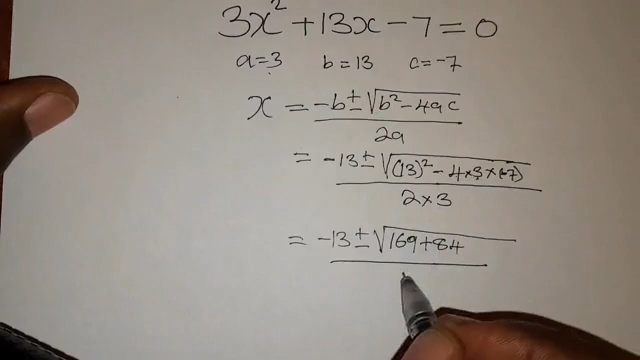 3x² + 13x - 7 = 0
a=3 b=13 c=-7
x = -b±√b²-4ac
2a
= -13±√(13)²-4×3×(-7)
2×3
= -13±√169+84